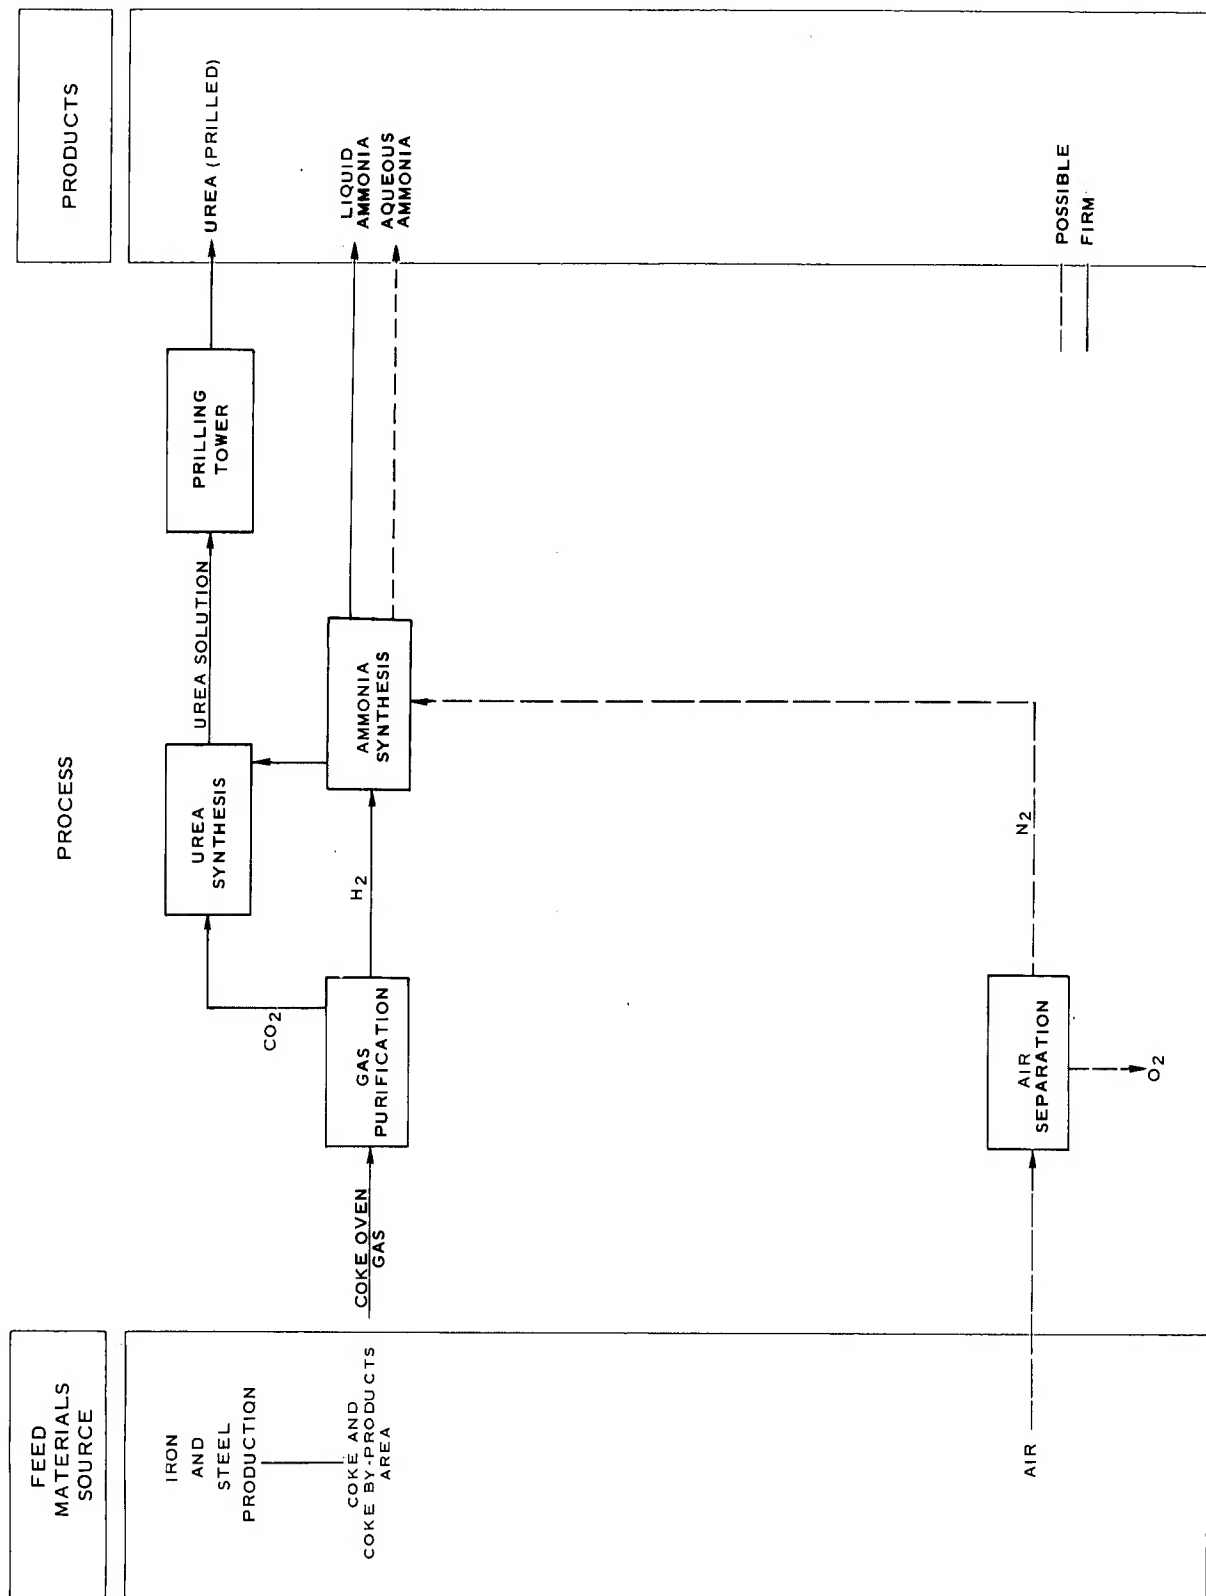 FEED
MATERIALS
SOURCE
PROCESS
PRODUCTS
IRON
AND
STEEL
PRODUCTION
COKE AND
COKE BY-PRODUCTS
AREA
COKE OVEN
GAS
GAS
PURIFICATION
CO2
H2
UREA
SYNTHESIS
UREA SOLUTION
PRILLING
TOWER
UREA (PRILLED)
AMMONIA
SYNTHESIS
LIQUID
AMMONIA
AQUEOUS
AMMONIA
AIR
AIR
SEPARATION
O2
N2
POSSIBLE
FIRM